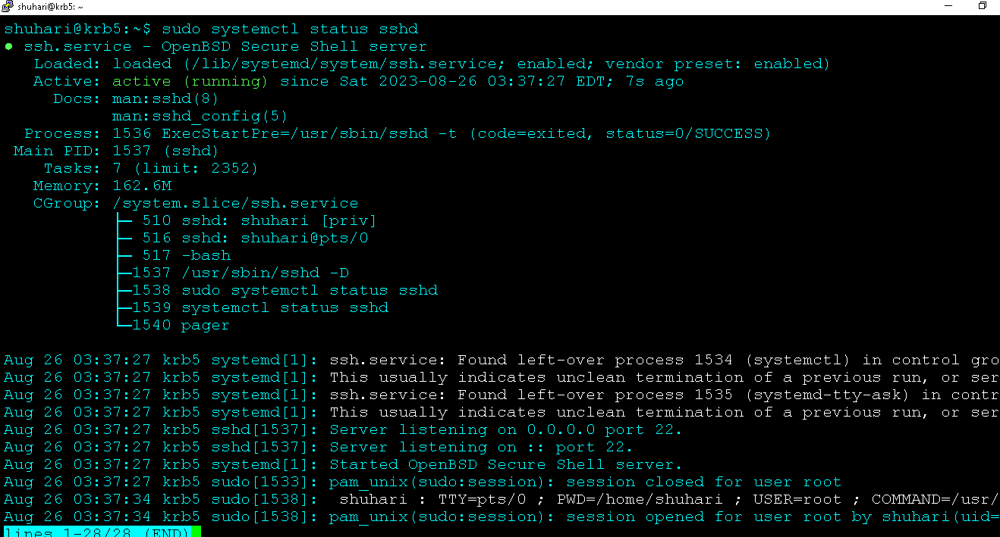 shuhari@krb5: ~
shuhari@krb5:~$ sudo systemctl status sshd
● ssh.service - OpenBSD Secure Shell server
Loaded: loaded (/lib/systemd/system/ssh.service; enabled; vendor preset: enabled)
Active: active (running) since Sat 2023-08-26 03:37:27 EDT; 7s ago
Docs: man:sshd(8)
man:sshd_config(5)
Process: 1536 ExecStartPre=/usr/sbin/sshd -t (code=exited, status=0/SUCCESS)
Main PID: 1537 (sshd)
Tasks: 7 (limit: 2352)
Memory: 162.6M
CGroup: /system.slice/ssh.service
├─ 510 sshd: shuhari [priv]
├─ 516 sshd: shuhari@pts/0
├─ 517 -bash
├─1537 /usr/sbin/sshd -D
├─1538 sudo systemctl status sshd
├─1539 systemctl status sshd
└─1540 pager
Aug 26 03:37:27 krb5 systemd[1]: ssh.service: Found left-over process 1534 (systemctl) in control gro
Aug 26 03:37:27 krb5 systemd[1]: This usually indicates unclean termination of a previous run, or ser
Aug 26 03:37:27 krb5 systemd[1]: ssh.service: Found left-over process 1535 (systemd-tty-ask) in contr
Aug 26 03:37:27 krb5 systemd[1]: This usually indicates unclean termination of a previous run, or ser
Aug 26 03:37:27 krb5 sshd[1537]: Server listening on 0.0.0.0 port 22.
Aug 26 03:37:27 krb5 sshd[1537]: Server listening on :: port 22.
Aug 26 03:37:27 krb5 systemd[1]: Started OpenBSD Secure Shell server.
Aug 26 03:37:27 krb5 sudo[1533]: pam_unix(sudo:session): session closed for user root
Aug 26 03:37:34 krb5 sudo[1538]:  shuhari : TTY=pts/0 ; PWD=/home/shuhari ; USER=root ; COMMAND=/usr/
Aug 26 03:37:34 krb5 sudo[1538]: pam_unix(sudo:session): session opened for user root by shuhari(uid=
lines 1-28/28 (END)